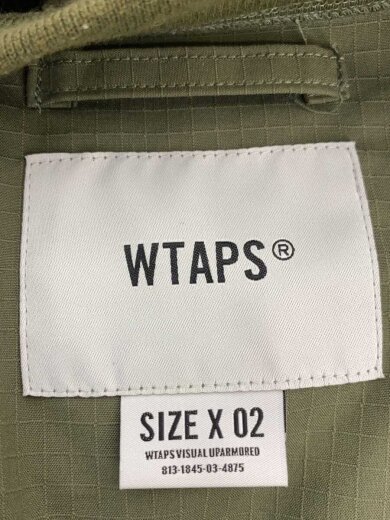 WTAPS®
SIZE X 02
WTAPS VISUAL UPARMORED
813-1845-03-4875